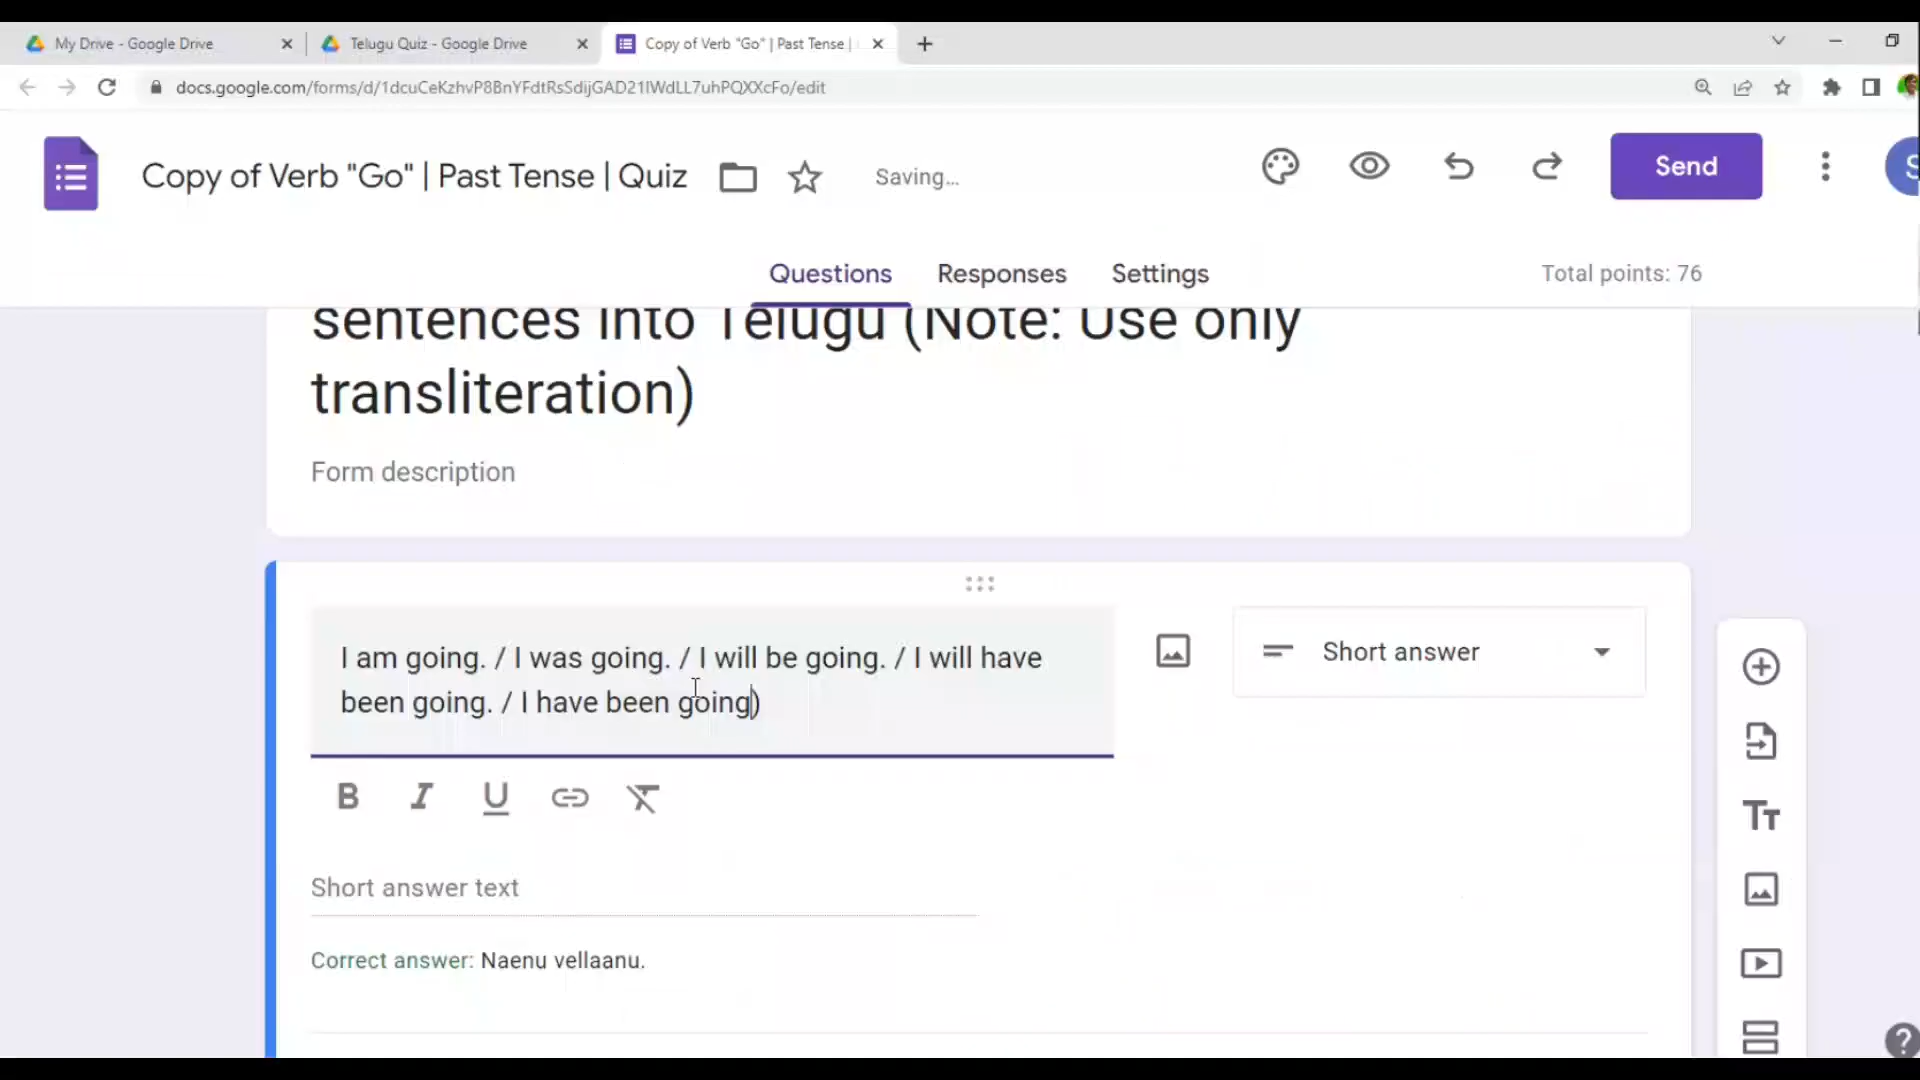 My Drive - Google Drive
Telugu Quiz - Google Drive
Copy of Verb "Go" | Past Tense |
docs.google.com/forms/d/1dcuCeKzhvP8BnYFdtRsSdijGAD21IWdLL7uhPQXXcFo/edit
Copy of Verb "Go" | Past Tense | Quiz
Saving...
Send
S
Questions
Responses
Settings
Total points: 76
sentences into Telugu (Note: Use only
transliteration)
Form description
I am going. / I was going. / I will be going. / I will have
been going. / I have been going)
Short answer
B I U
Short answer text
Correct answer: Naenu vellaanu.
Tт
?